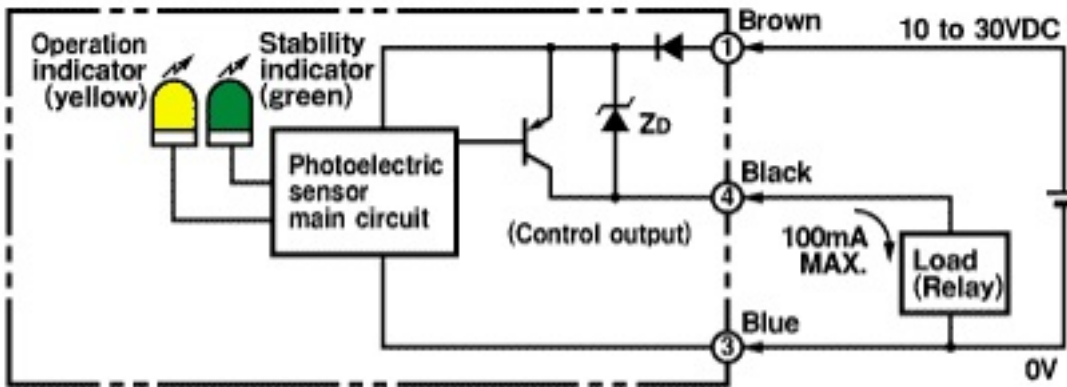 Operation
indicator
(yellow)
Stability
indicator
(green)
Photoelectric
sensor
main circuit
ZD
(Control output)
Brown
1
10 to 30VDC
Black
4
100mA
MAX.
Load
(Relay)
Blue
3
0V